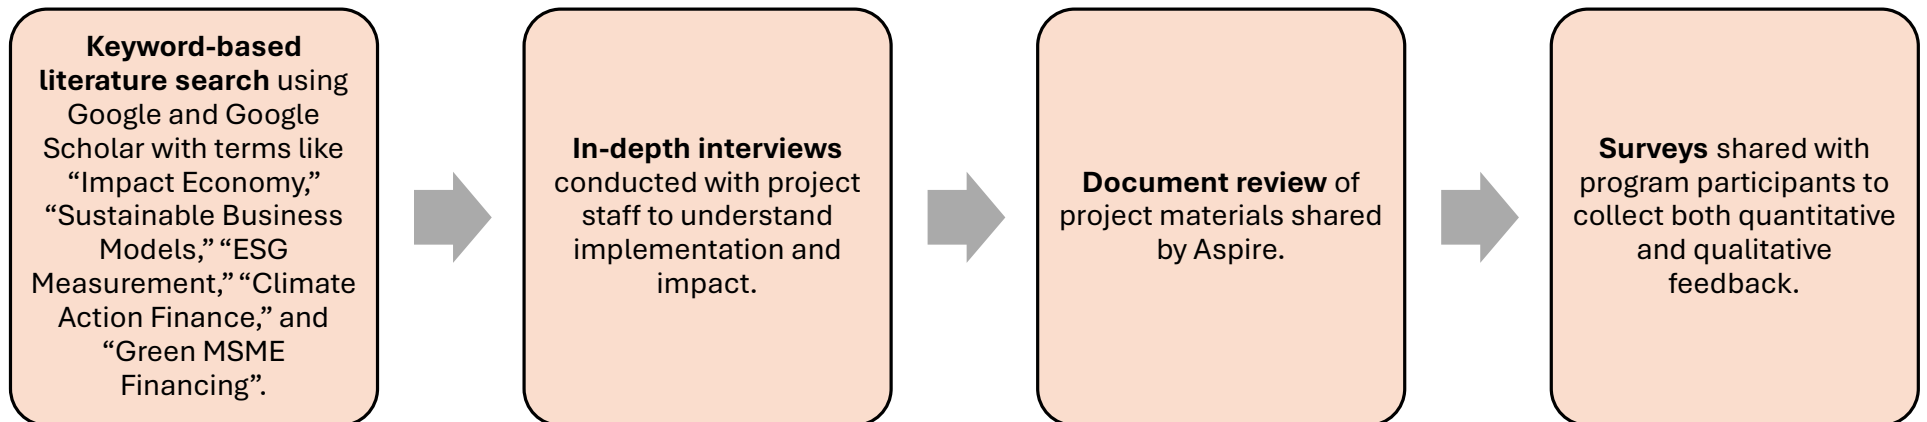 Keyword-based
literature search using
Google and Google
Scholar with terms like
“Impact Economy,”
“Sustainable Business
Models,” “ESG
Measurement,” “Climate
Action Finance,” and
“Green MSME
Financing”.
In-depth interviews
conducted with project
staff to understand
implementation and
impact.
Document review of
project materials shared
by Aspire.
Surveys shared with
program participants to
collect both quantitative
and qualitative
feedback.